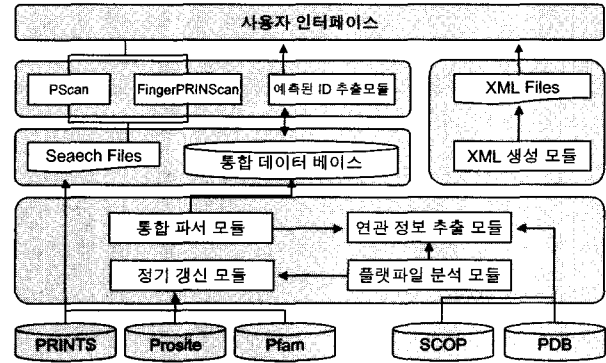 사용자 인터페이스
PScan
FingerPRINScan
예측된 ID 추출모듈
XML Files
Seaech Files
통합 데이터 베이스
XML 생성 모듈
통합 파서 모듈
연관 정보 추출 모듈
정기 갱신 모듈
플랫파일 분석 모듈
PRINTS
Prosite
Pfam
SCOP
PDB